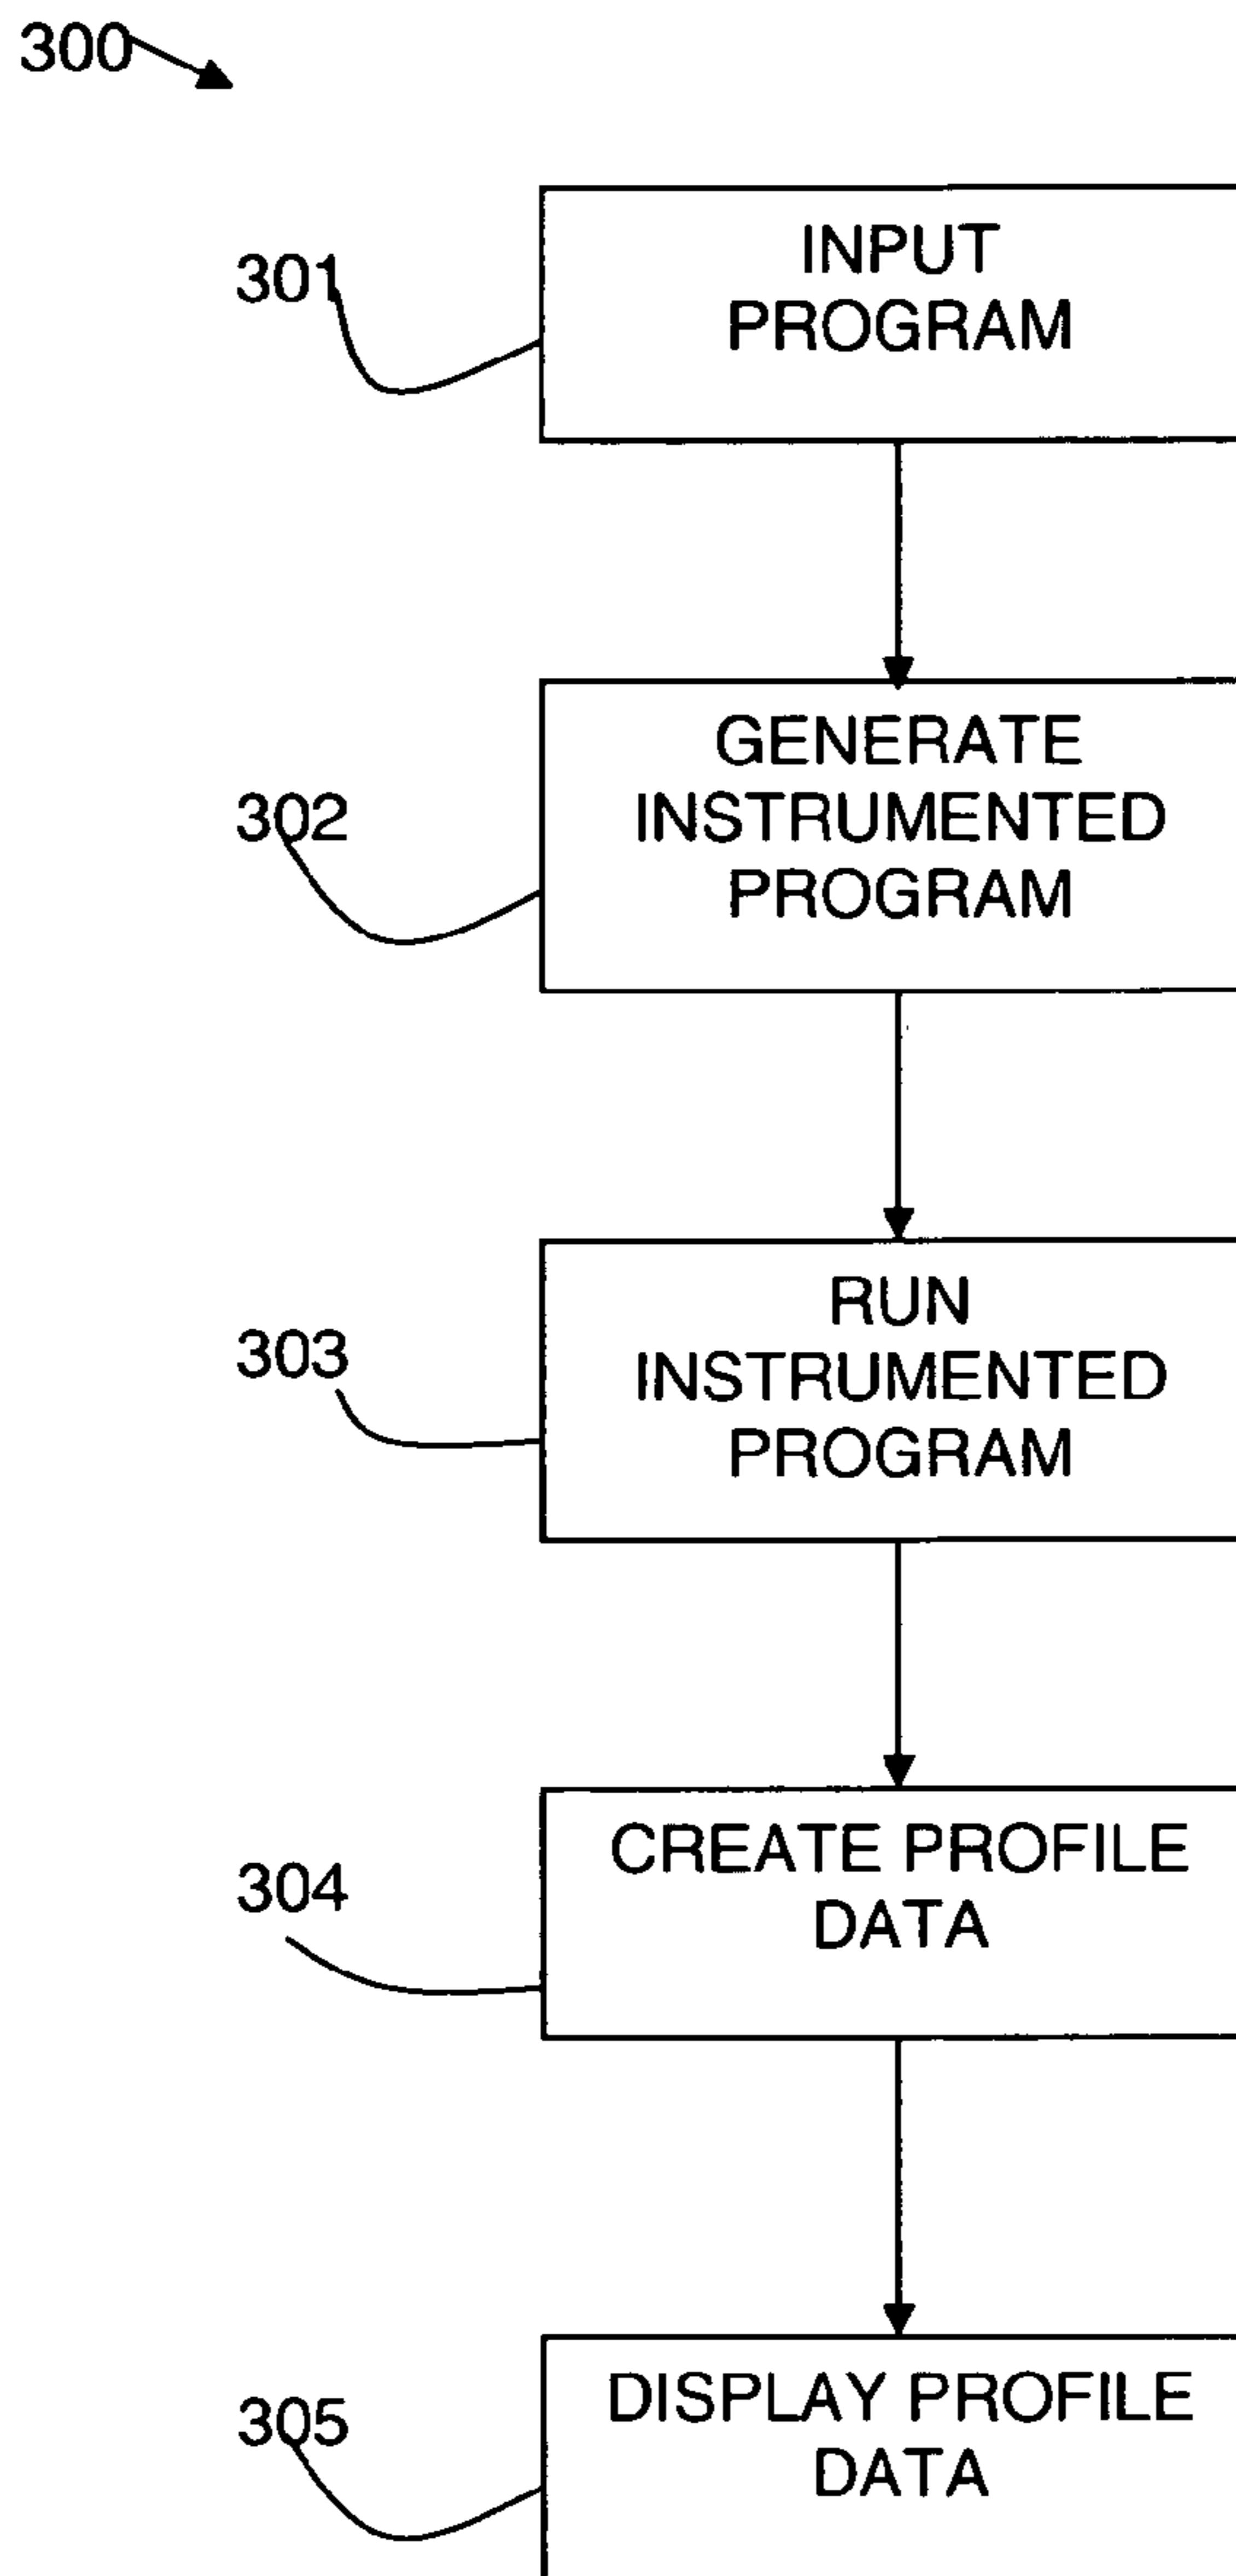 300
301
INPUT
PROGRAM
302
GENERATE
INSTRUMENTED
PROGRAM
303
RUN
INSTRUMENTED
PROGRAM
304
CREATE PROFILE
DATA
305
DISPLAY PROFILE
DATA